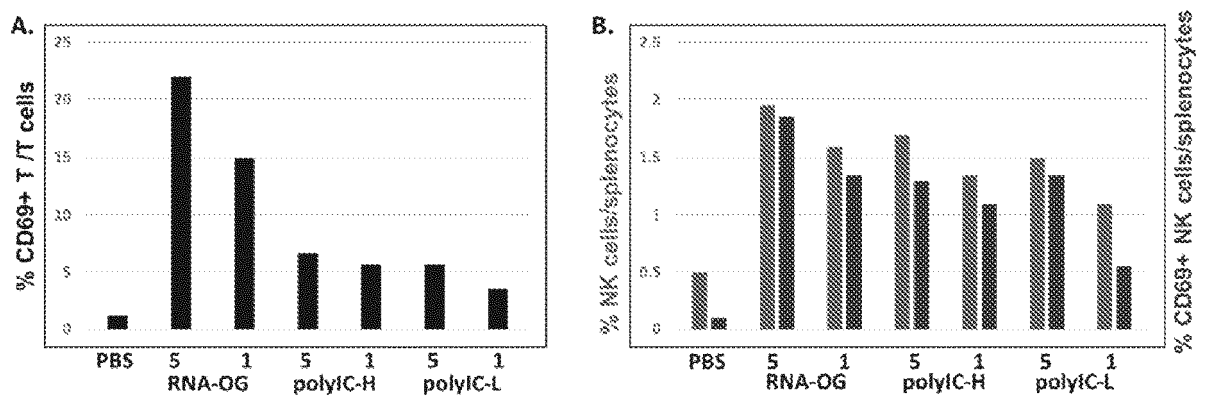 A.
% CD69+ T /T cells
25
20
15
10
5
0
PBS 5 1 5 1 5 1
RNA-OG polyIC-H polyIC-L
B.
% NK cells/splenocytes
2.5
2
1.5
1
0.5
0
% CD69+ NK cells/splenocytes
PBS 5 1 5 1 5 1
RNA-OG polyIC-H polyIC-L